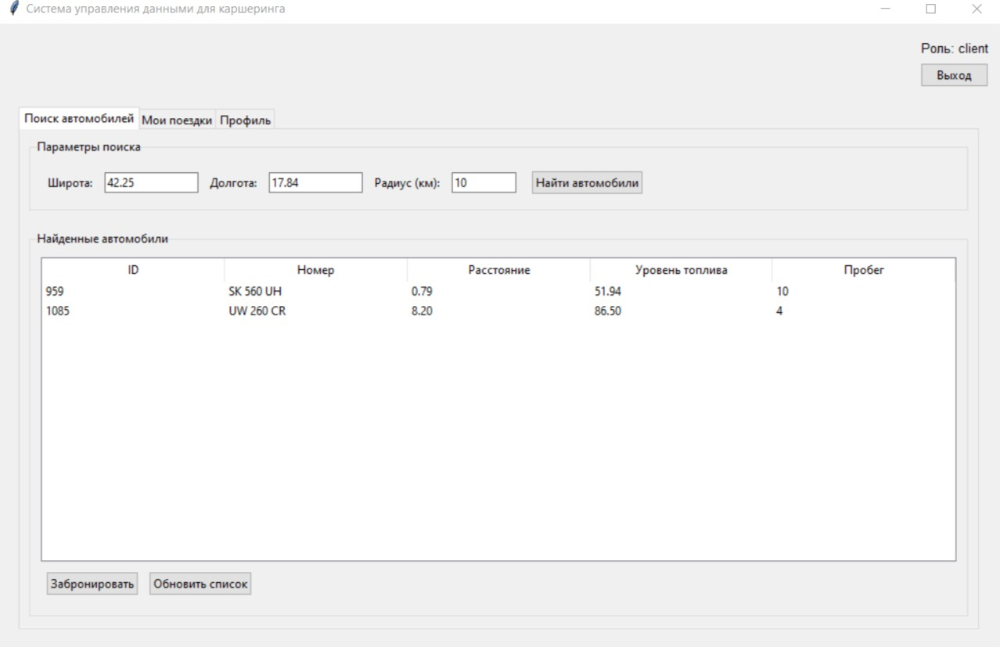 Система управления данными для каршеринга
Роль: client
Выход
Поиск автомобилей Мои поездки Профиль
Параметры поиска
Широта: 42.25 Долгота: 17.84 Радиус (км): 10 Найти автомобили
Найденные автомобили
ID Номер Расстояние Уровень топлива Пробег
959 SK 560 UH 0.79 51.94 10
1085 UW 260 CR 8.20 86.50 4
Забронировать Обновить список